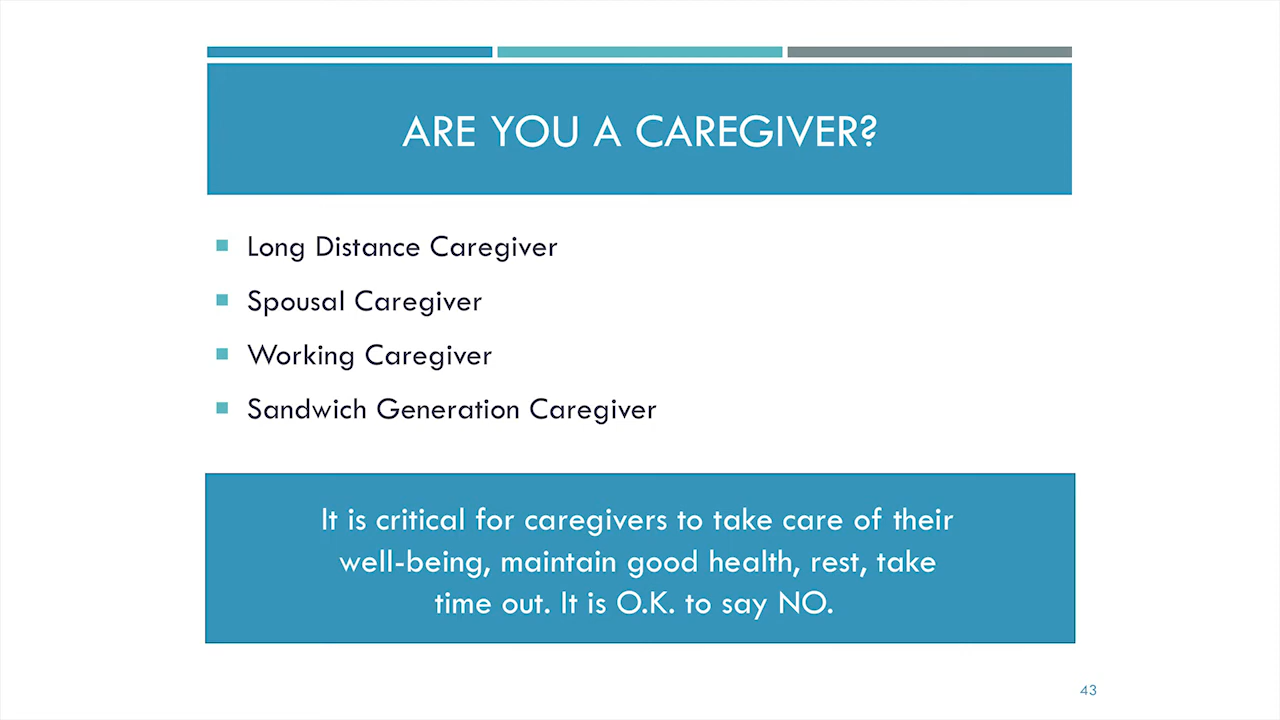 ARE YOU A CAREGIVER?
Long Distance Caregiver
Spousal Caregiver
Working Caregiver
Sandwich Generation Caregiver
It is critical for caregivers to take care of their
well-being, maintain good health, rest, take
time out. It is O.K. to say NO.
43